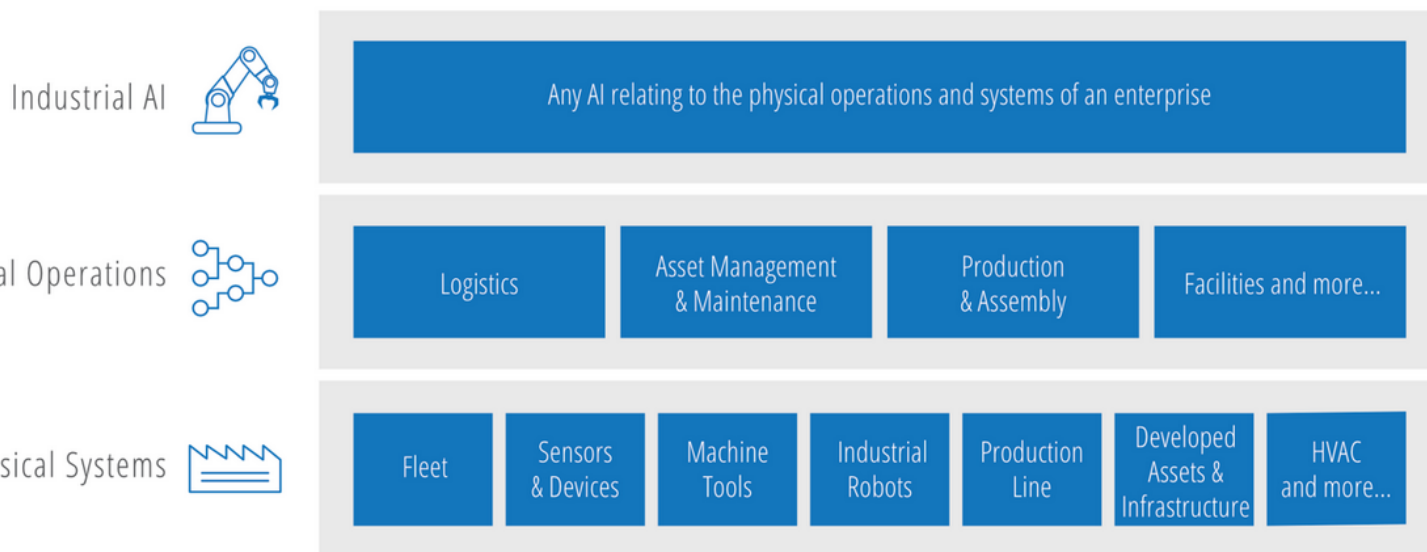 Industrial AI
Any AI relating to the physical operations and systems of an enterprise
al Operations
Logistics
Asset Management
& Maintenance
Production
& Assembly
Facilities and more...
sical Systems
Fleet
Sensors
& Devices
Machine
Tools
Industrial
Robots
Production
Line
Developed
Assets &
Infrastructure
HVAC
and more...